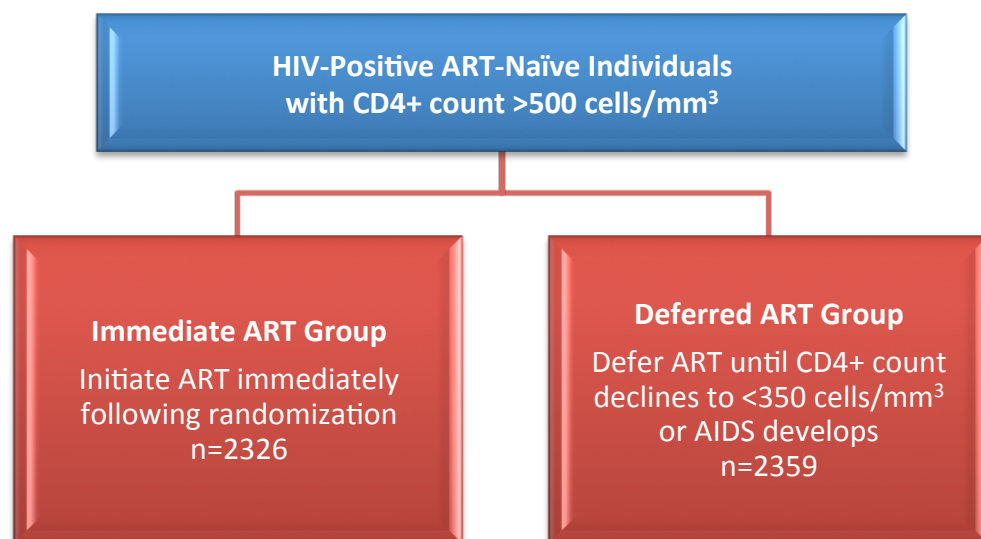 HIV-Positive ART-Naïve Individuals
with CD4+ count >500 cells/mm³
Immediate ART Group
Initiate ART immediately
following randomization
n=2326
Deferred ART Group
Defer ART until CD4+ count
declines to <350 cells/mm³
or AIDS develops
n=2359